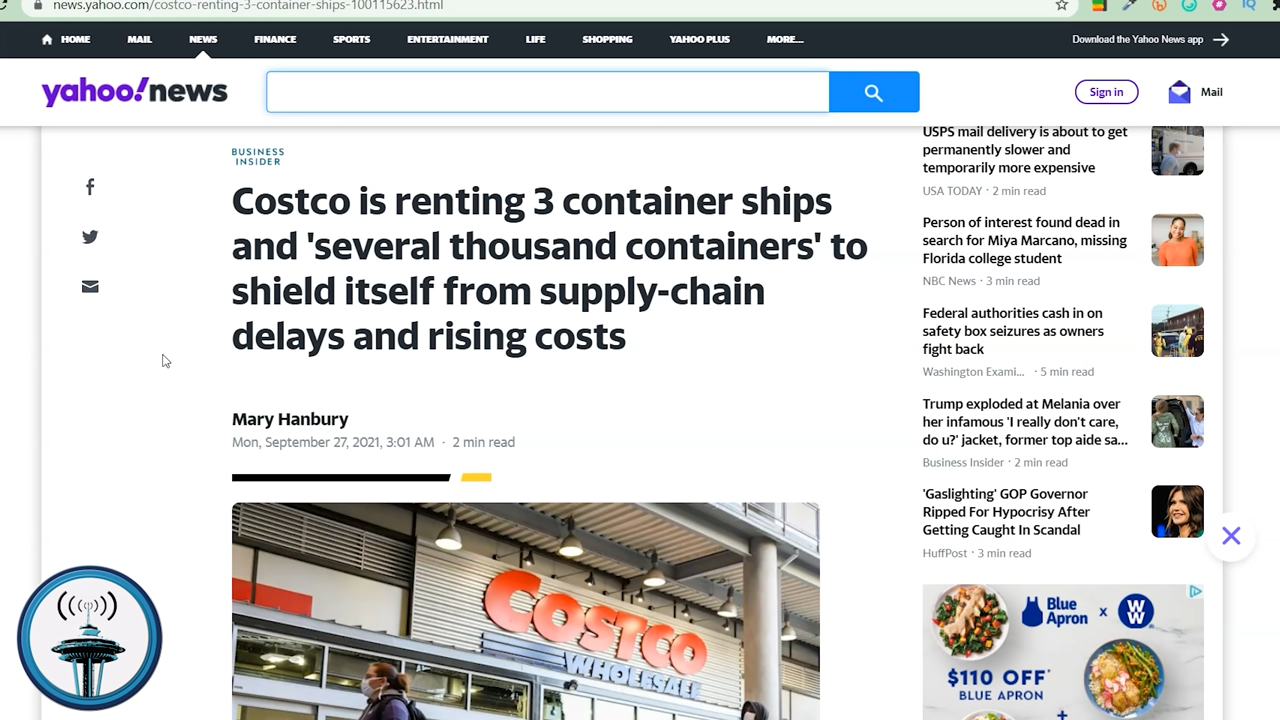 news.yahoo.com/costco-renting-3-container-ships-100115623.html
HOME MAIL NEWS FINANCE SPORTS ENTERTAINMENT LIFE SHOPPING YAHOO PLUS MORE... Download the Yahoo News app
yahoo!news
Sign in
Mail
BUSINESS
INSIDER
Costco is renting 3 container ships
and 'several thousand containers' to
shield itself from supply-chain
delays and rising costs
Mary Hanbury
Mon, September 27, 2021, 3:01 AM · 2 min read
COSTCO
WHOLESALE
USPS mail delivery is about to get
permanently slower and
temporarily more expensive
USA TODAY · 2 min read
Person of interest found dead in
search for Miya Marcano, missing
Florida college student
NBC News · 3 min read
Federal authorities cash in on
safety box seizures as owners
fight back
Washington Exami... · 5 min read
Trump exploded at Melania over
her infamous 'I really don't care,
do u?' jacket, former top aide sa...
Business Insider · 2 min read
'Gaslighting' GOP Governor
Ripped For Hypocrisy After
Getting Caught In Scandal
HuffPost · 3 min read
Blue
Apron x WW
$110 OFF*
BLUE APRON
+